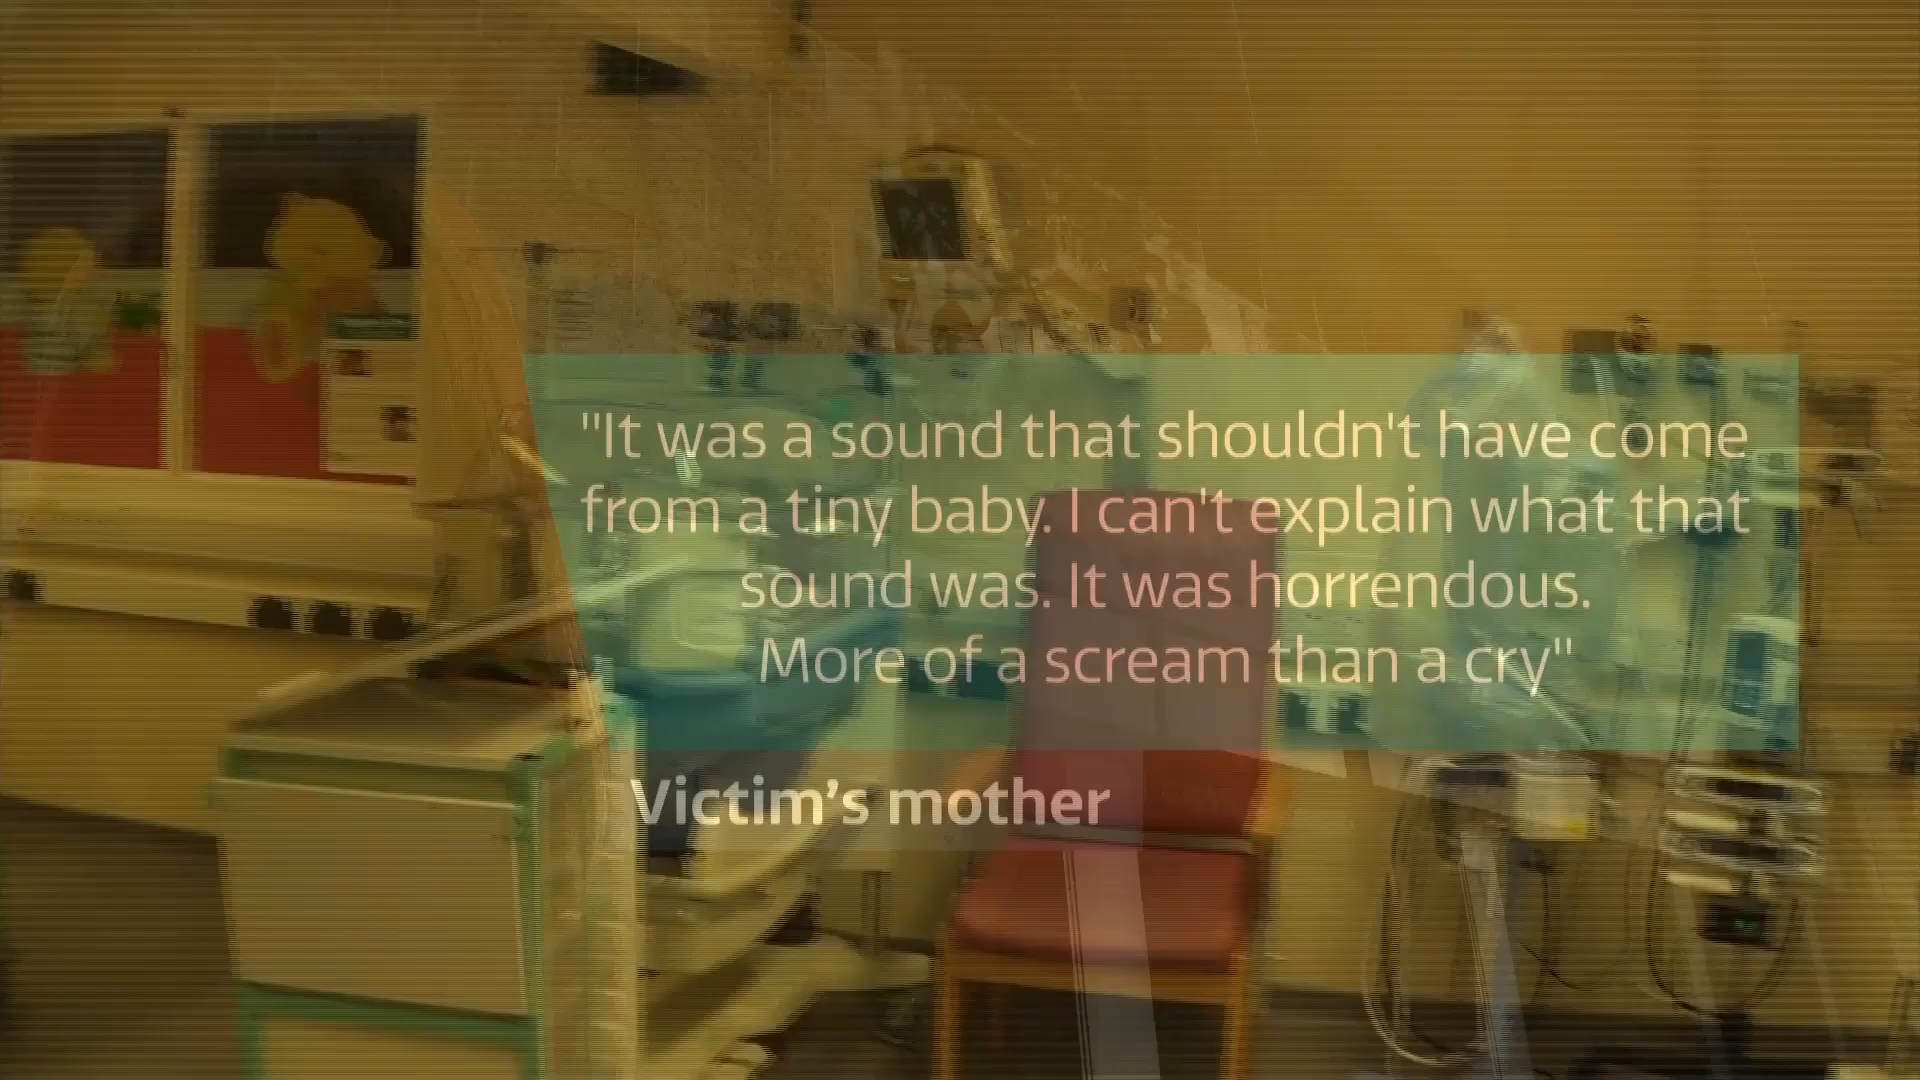 "It was a sound that shouldn't have come
from a tiny baby. I can't explain what that
sound was. It was horrendous.
More of a scream than a cry"
Victim’s mother